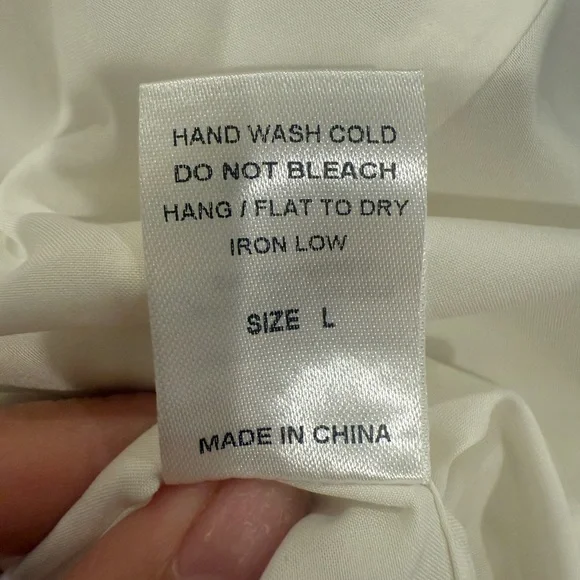 HAND WASH COLD
DO NOT BLEACH
HANG / FLAT TO DRY
IRON LOW
SIZE L
MADE IN CHINA